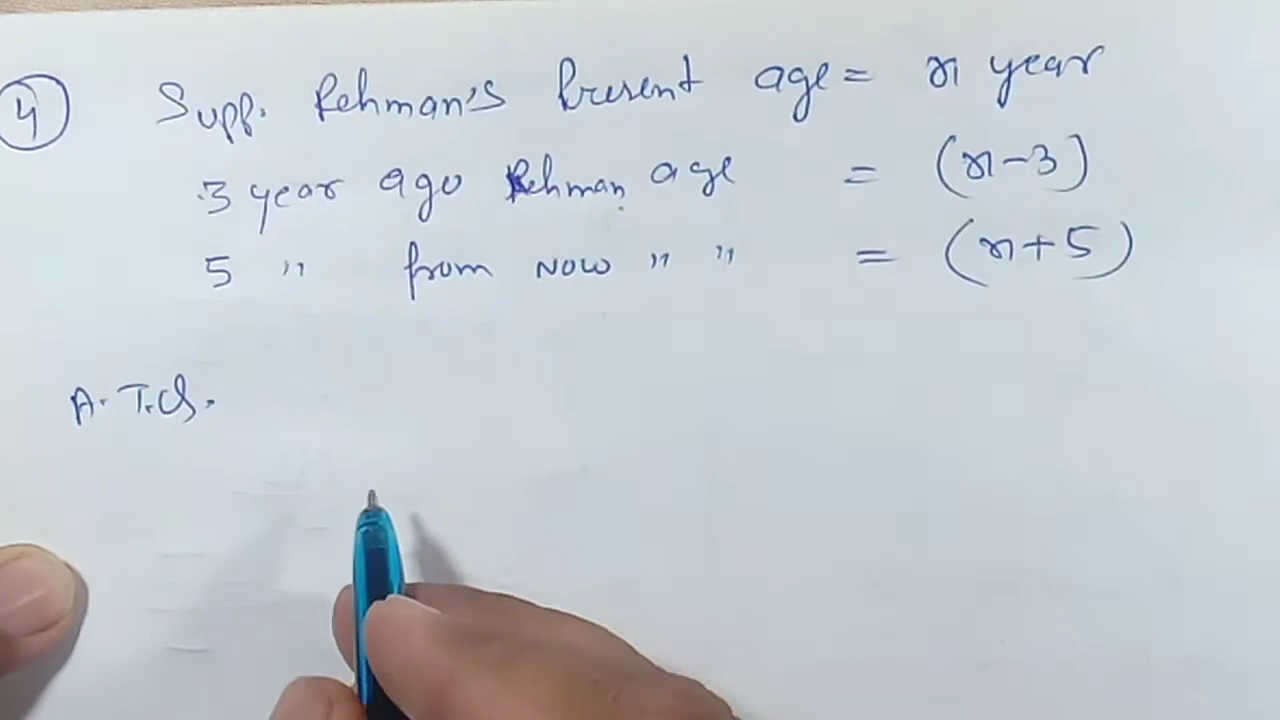 4 Supp. Rehman's Present age = x year
3 year ago Rehman age = (x-3)
5 " from now " " = (x+5)
A.T.Q.